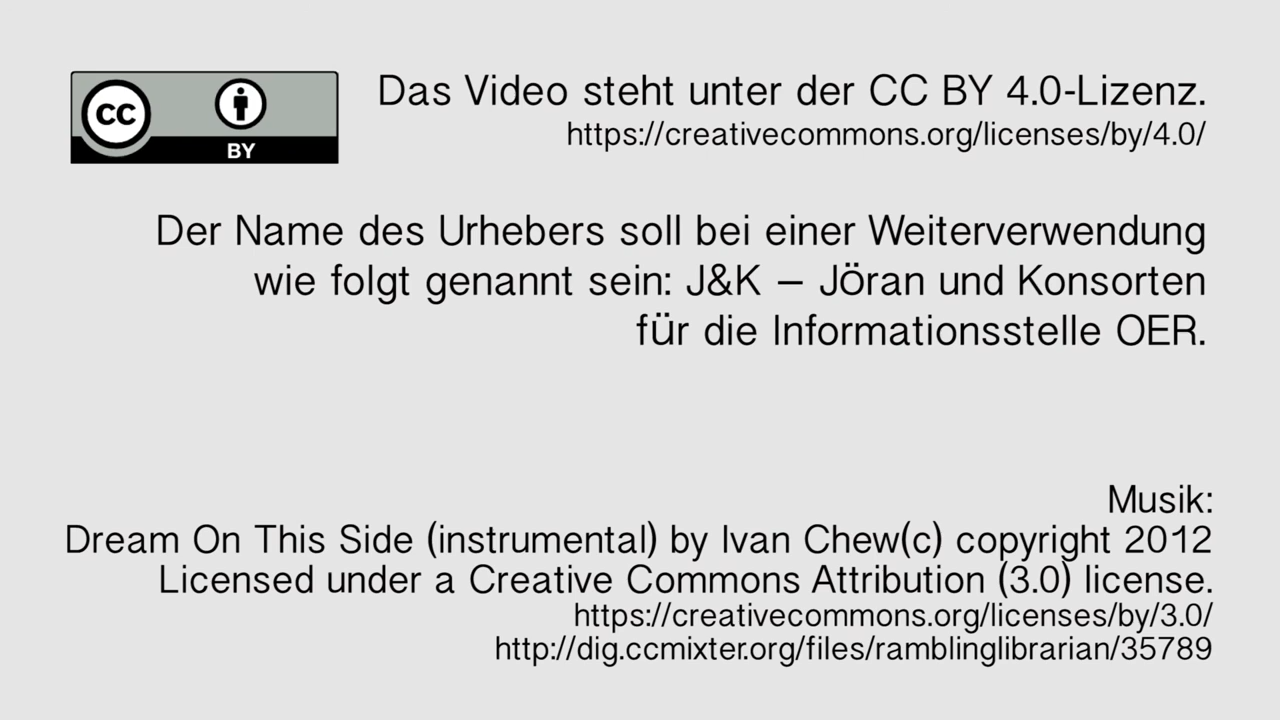 CC
BY
Das Video steht unter der CC BY 4.0-Lizenz.
https://creativecommons.org/licenses/by/4.0/
Der Name des Urhebers soll bei einer Weiterverwendung
wie folgt genannt sein: J&K – Jöran und Konsorten
für die Informationsstelle OER.
Musik:
Dream On This Side (instrumental) by Ivan Chew(c) copyright 2012
Licensed under a Creative Commons Attribution (3.0) license.
https://creativecommons.org/licenses/by/3.0/
http://dig.ccmixter.org/files/ramblinglibrarian/35789